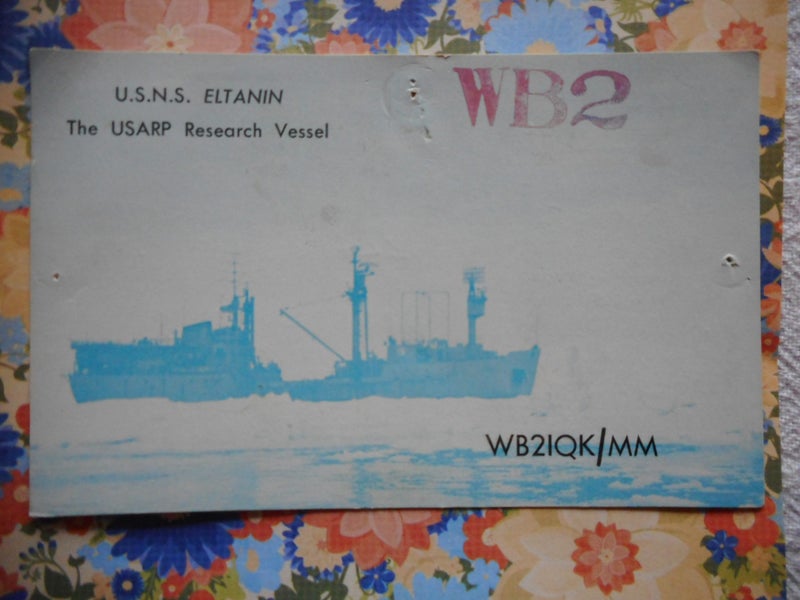 U.S.N.S. ELTANIN
WB2
The USARP Research Vessel
WB2IQK/MM